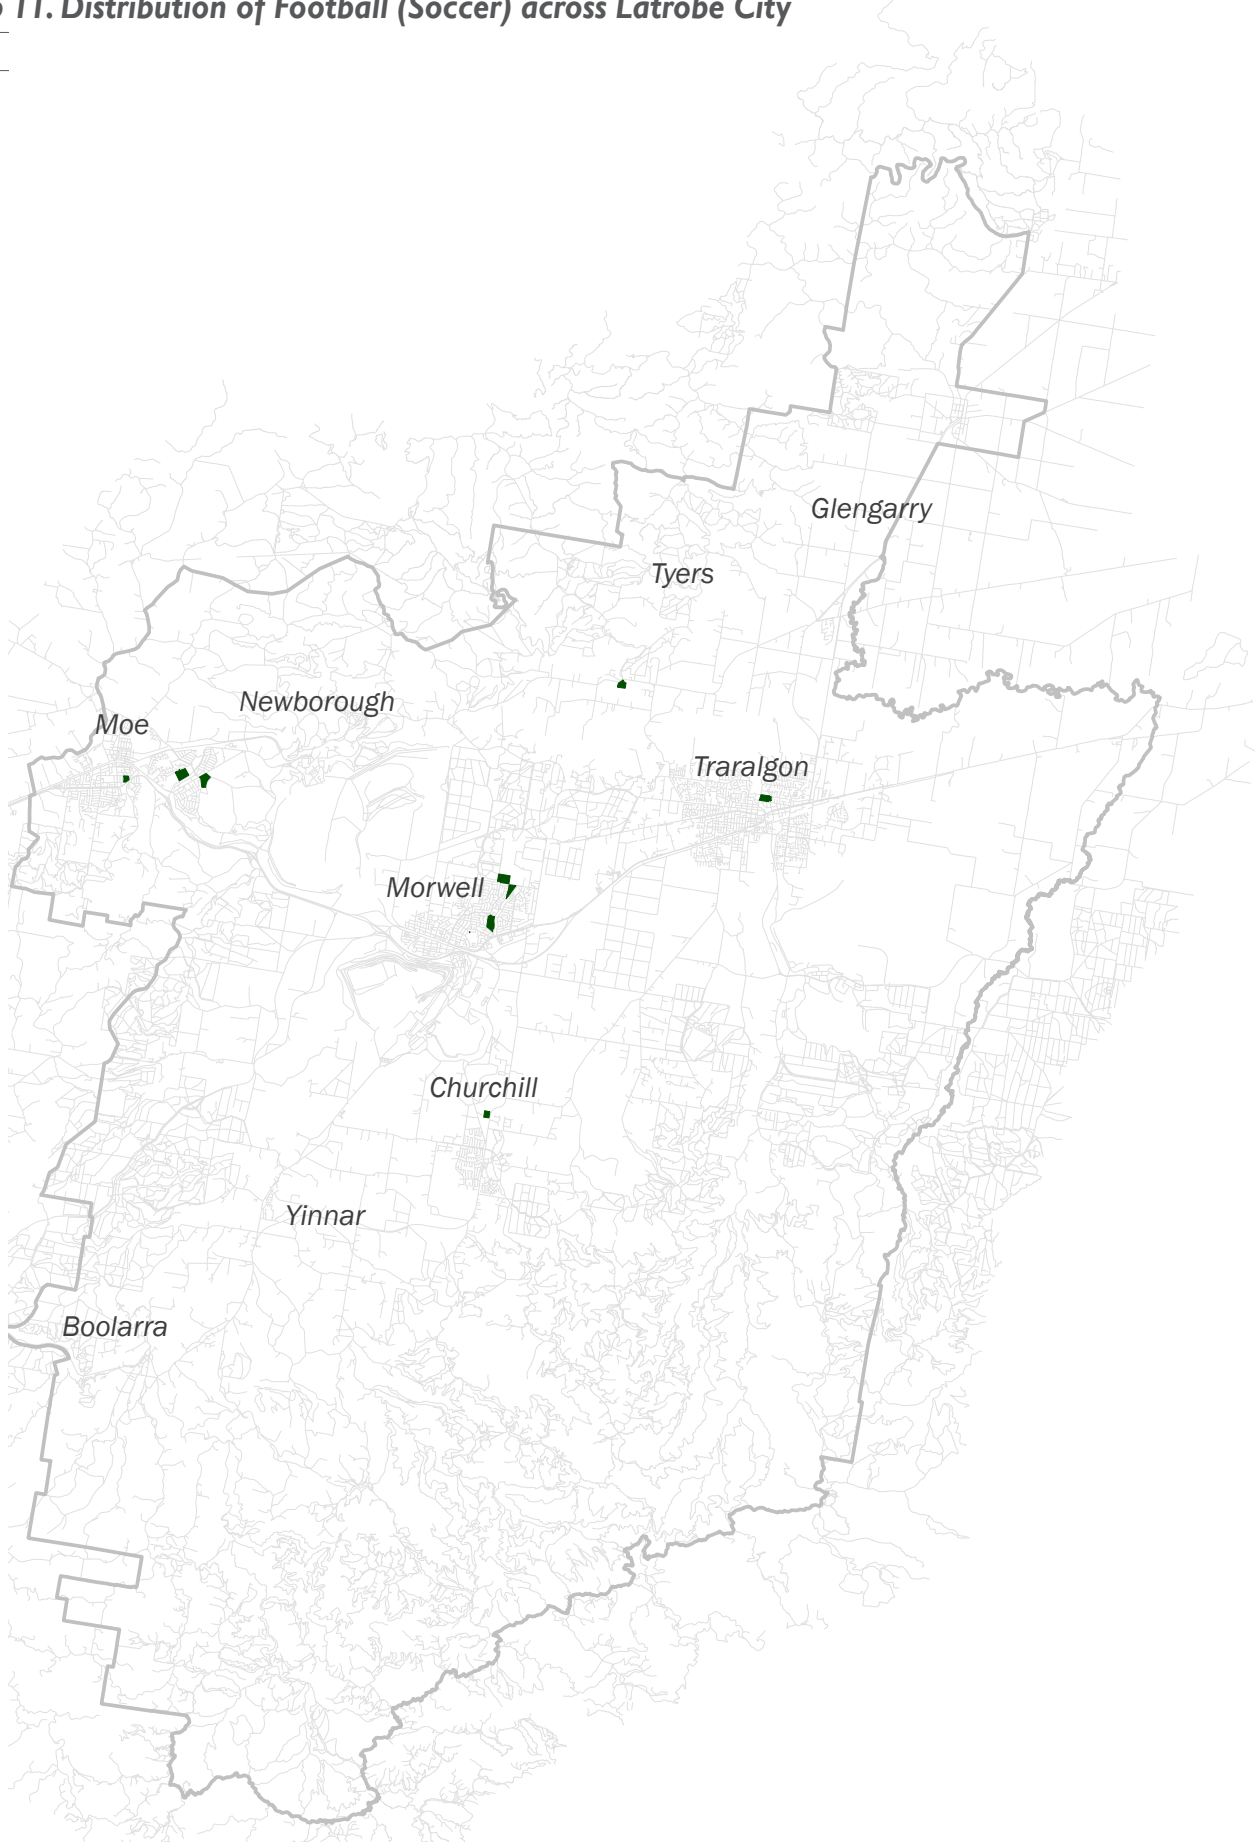 11. Distribution of Football (Soccer) across Latrobe City
Glengarry
Tyers
Newborough
Moe
Traralgon
Morwell
Churchill
Yinnar
Boolarra